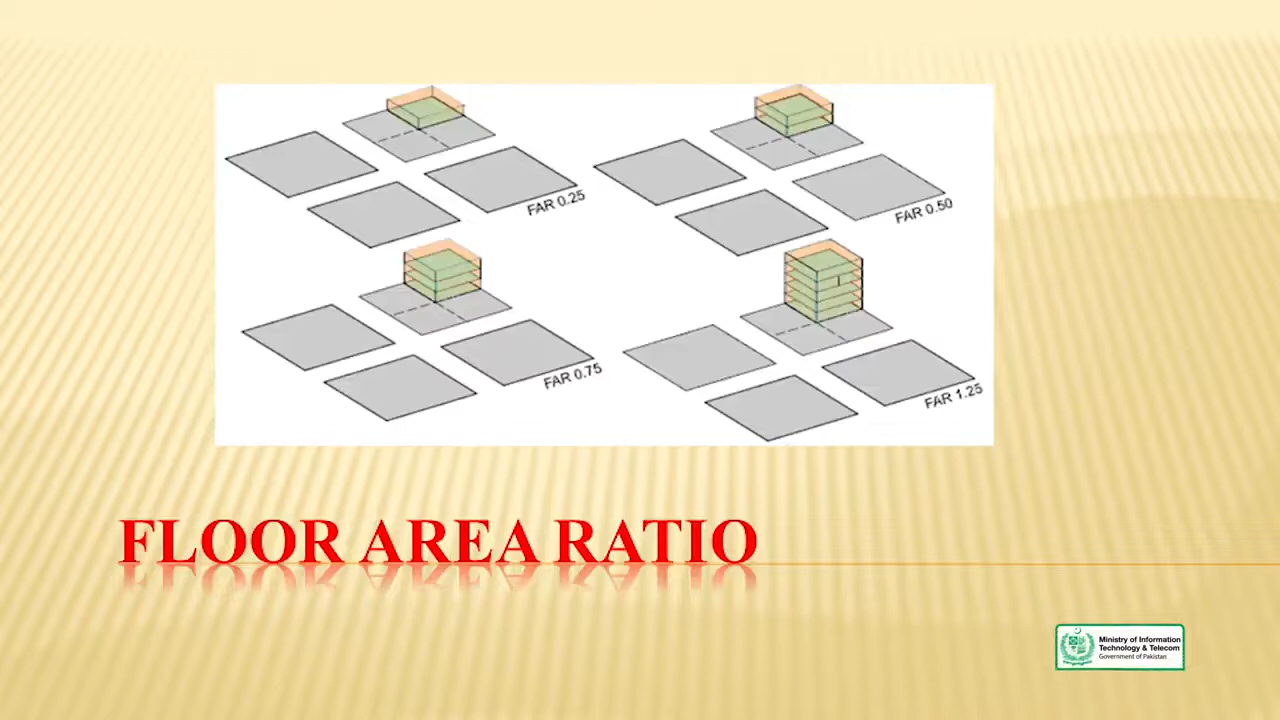 FAR 0.25
FAR 0.50
FAR 0.75
FAR 1.25
FLOOR AREA RATIO
Ministry of Information
Technology & Telecom
Government of Pakistan